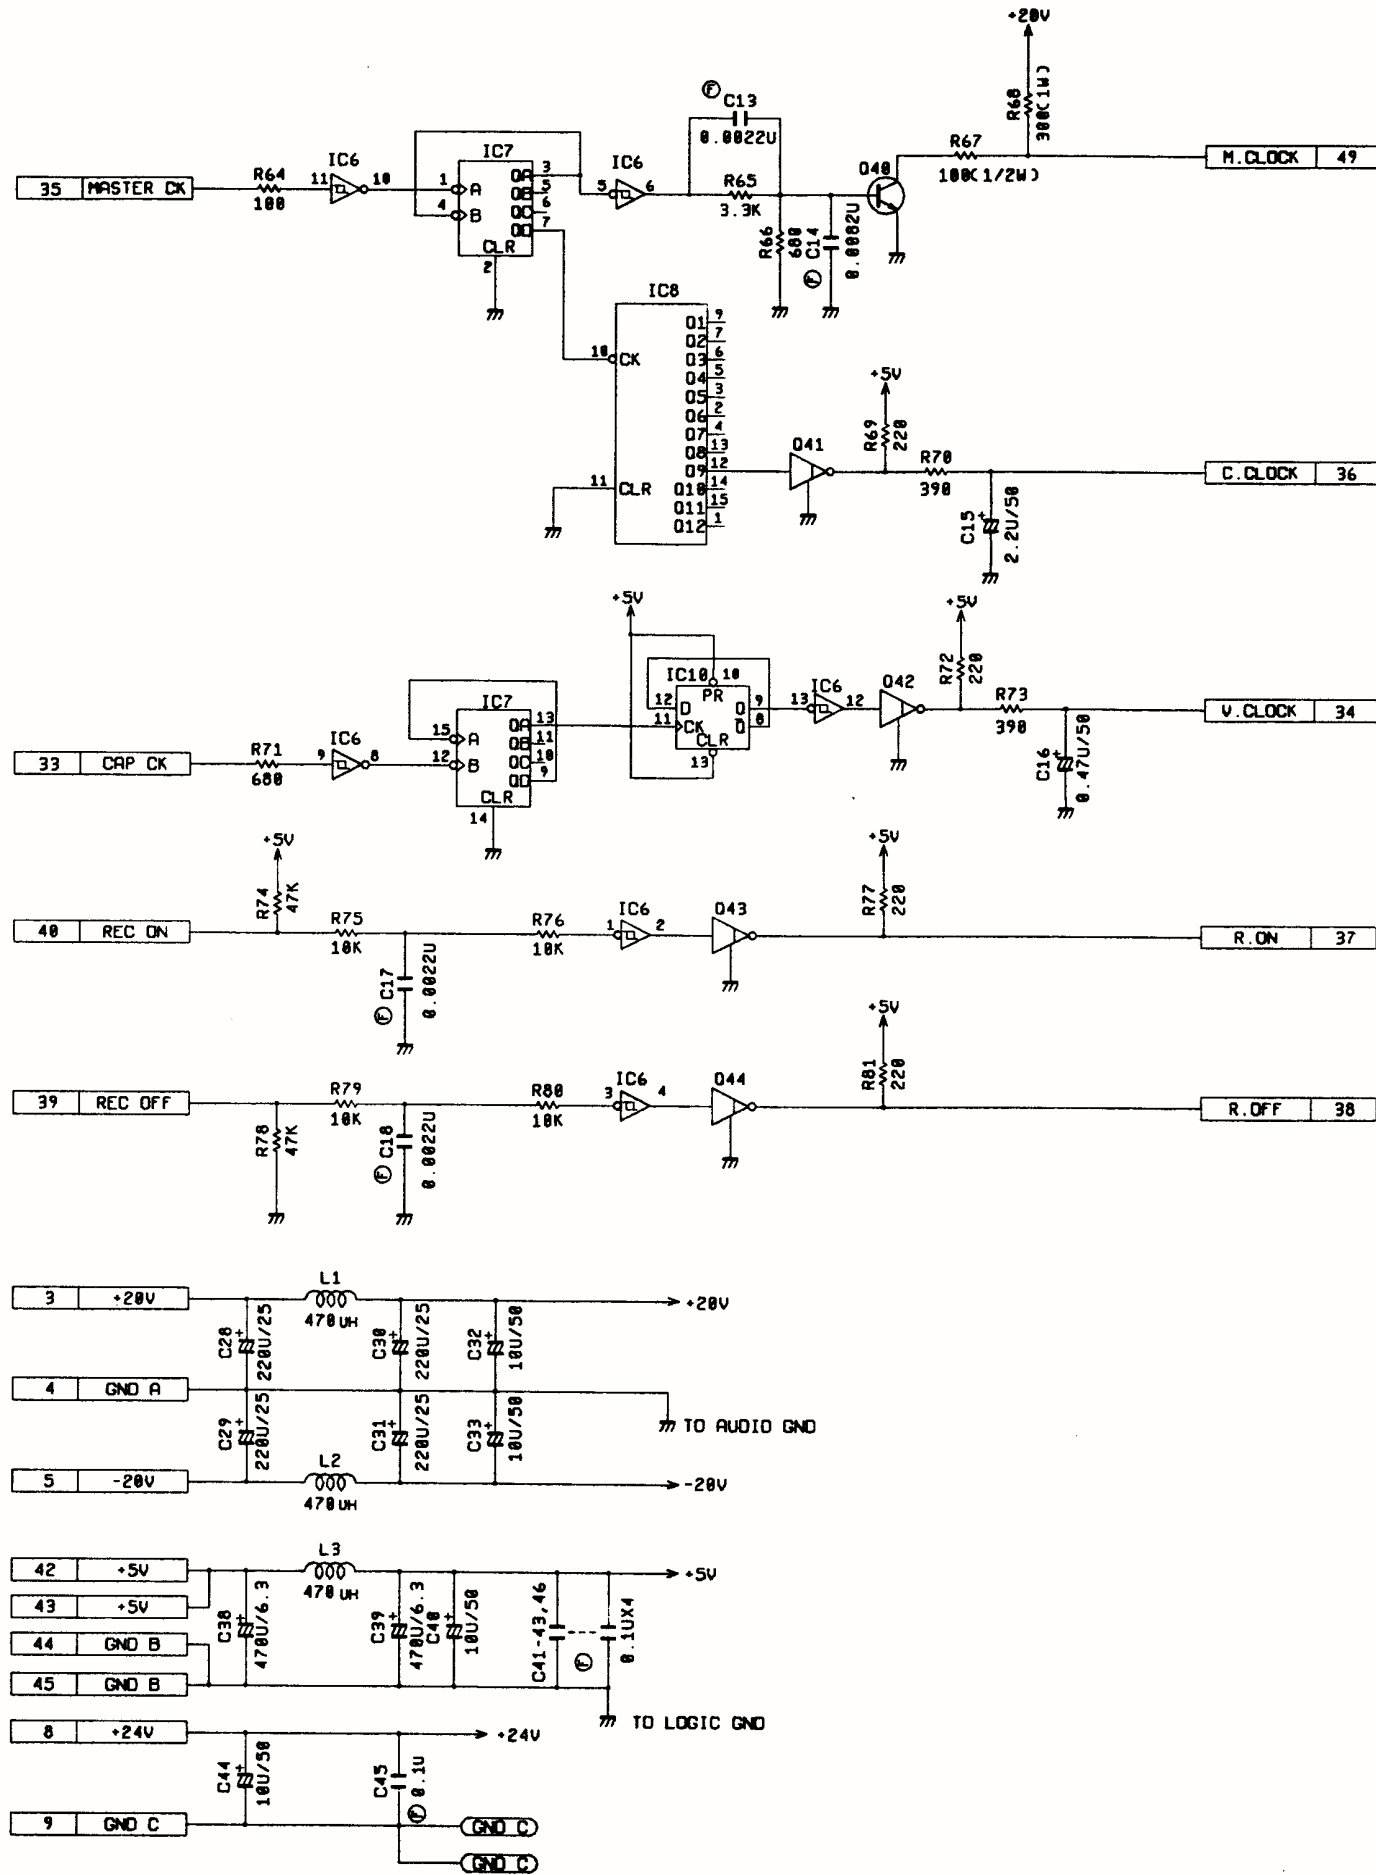 +20V
R68
300(1W)
Ⓕ C13
0.0022U
35 MASTER CK
R64
100
IC6
11 10
IC7
1 A
4 B
QA 3
QB 5
QC 6
QD 7
CLR
2
IC6
5 6
R65
3.3K
R66
680
Ⓕ C14
0.0082U
Q40
R67
100(1/2W)
M.CLOCK 49
IC8
10 CK
11 CLR
Q1 9
Q2 7
Q3 6
Q4 5
Q5 3
Q6 2
Q7 4
Q8 13
Q9 12
Q10 14
Q11 15
Q12 1
Q41
+5V
R69
220
R70
390
C15 +
2.2U/50
C.CLOCK 36
33 CAP CK
R71
680
IC6
9 8
IC7
15 A
12 B
QA 13
QB 11
QC 10
QD 9
CLR
14
+5V
IC10 10
PR
12 D
11 CK
Q 9
Q 8
CLR
13
IC6
13 12
Q42
+5V
R72
220
R73
390
C16 +
0.47U/50
V.CLOCK 34
+5V
R74
47K
40 REC ON
R75
10K
Ⓕ C17
0.0022U
R76
10K
IC6
1 2
Q43
+5V
R77
220
R.ON 37
39 REC OFF
R78
47K
R79
10K
Ⓕ C18
0.0022U
R80
10K
IC6
3 4
Q44
+5V
R81
220
R.OFF 38
3 +20V
L1
470UH
+20V
C28 +
220U/25
C30 +
220U/25
C32 +
10U/50
4 GND A
TO AUDIO GND
C29 +
220U/25
C31 +
220U/25
C33 +
10U/50
5 -20V
L2
470UH
-20V
42 +5V
43 +5V
44 GND B
45 GND B
L3
470UH
+5V
C38 +
470U/6.3
C39 +
470U/6.3
C40 +
10U/50
C41-43,46
Ⓕ
0.1UX4
TO LOGIC GND
8 +24V
+24V
C44 +
10U/50
C45
Ⓕ 0.1U
9 GND C
GND C
GND C